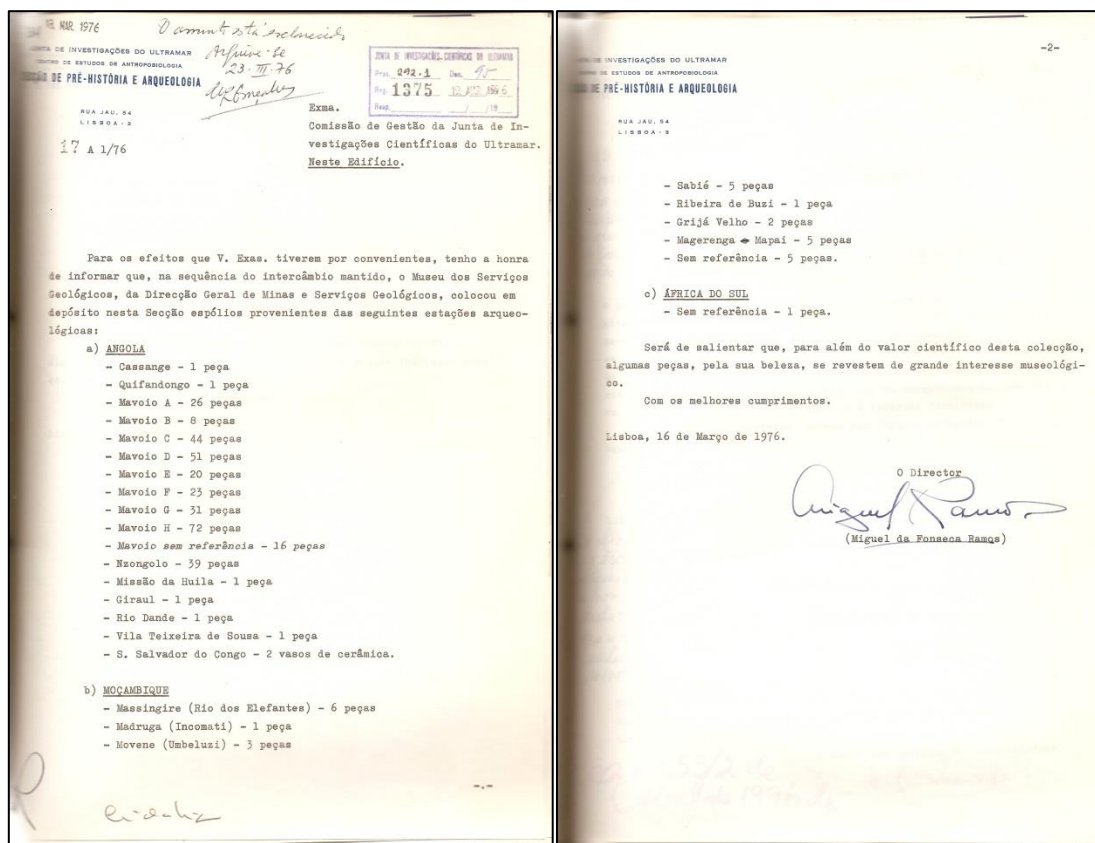 MAR. 1976
O assunto está esclarecido
Arquive-se
23-III-76
JUNTA DE INVESTIGAÇÕES DO ULTRAMAR
CENTRO DE ESTUDOS DE ANTROPOBIOLOGIA
SECÇÃO DE PRÉ-HISTÓRIA E ARQUEOLOGIA
RUA JAU, 54
LISBOA - 3
17 A 1/76
JUNTA DE INVESTIGAÇÕES CIENTÍFICAS DO ULTRAMAR
Proc. 292.1 95
Reg. 1375
Resp. / / 19
Exma.
Comissão de Gestão da Junta de In-
vestigações Científicas do Ultramar.
Neste Edifício.
Para os efeitos que V. Exas. tiverem por convenientes, tenho a honra
de informar que, na sequência do intercâmbio mantido, o Museu dos Serviços
Geológicos, da Direcção Geral de Minas e Serviços Geológicos, colocou em
depósito nesta Secção espólios provenientes das seguintes estações arqueo-
lógicas:
a) ANGOLA
- Cassange - 1 peça
- Quifandongo - 1 peça
- Mavoio A - 26 peças
- Mavoio B - 8 peças
- Mavoio C - 44 peças
- Mavoio D - 51 peças
- Mavoio E - 20 peças
- Mavoio F - 23 peças
- Mavoio G - 31 peças
- Mavoio H - 72 peças
- Mavoio sem referência - 16 peças
- Nzongolo - 39 peças
- Missão da Huila - 1 peça
- Giraul - 1 peça
- Rio Dande - 1 peça
- Vila Teixeira de Sousa - 1 peça
- S. Salvador do Congo - 2 vasos de cerâmica.
b) MOÇAMBIQUE
- Massingire (Rio dos Elefantes) - 6 peças
- Madruga (Incomati) - 1 peça
- Movene (Umbeluzi) - 3 peças
-.-
-2-
DE INVESTIGAÇÕES DO ULTRAMAR
DE ESTUDOS DE ANTROPOBIOLOGIA
DE PRÉ-HISTÓRIA E ARQUEOLOGIA
RUA JAU, 54
LISBOA - 3
- Sabié - 5 peças
- Ribeira de Buzi - 1 peça
- Grijá Velho - 2 peças
- Magerenga - Mapai - 5 peças
- Sem referência - 5 peças.
c) ÁFRICA DO SUL
- Sem referência - 1 peça.
Será de salientar que, para além do valor científico desta colecção,
algumas peças, pela sua beleza, se revestem de grande interesse museológi-
co.
Com os melhores cumprimentos.
Lisboa, 16 de Março de 1976.
O Director
Miguel Ramos
(Miguel da Fonseca Ramos)